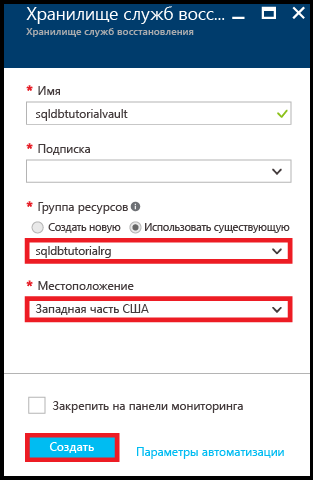 Хранилище служб восс...
Хранилище служб восстановления
* Имя
sqldbtutorialvault
* Подписка
* Группа ресурсов
Создать новую Использовать существующую
sqldbtutorialrg
* Местоположение
Западная часть США
Закрепить на панели мониторинга
Создать Параметры автоматизации